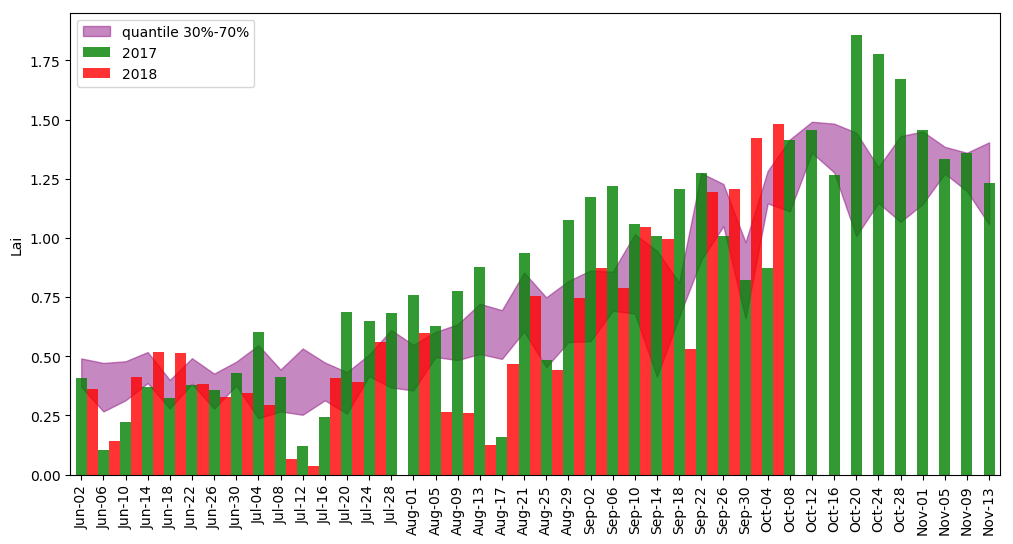 quantile 30%-70%
2017
2018
Lai
1.75
1.50
1.25
1.00
0.75
0.50
0.25
0.00
Jun-02
Jun-06
Jun-10
Jun-14
Jun-18
Jun-22
Jun-26
Jun-30
Jul-04
Jul-08
Jul-12
Jul-16
Jul-20
Jul-24
Jul-28
Aug-01
Aug-05
Aug-09
Aug-13
Aug-17
Aug-21
Aug-25
Aug-29
Sep-02
Sep-06
Sep-10
Sep-14
Sep-18
Sep-22
Sep-26
Sep-30
Oct-04
Oct-08
Oct-12
Oct-16
Oct-20
Oct-24
Oct-28
Nov-01
Nov-05
Nov-09
Nov-13